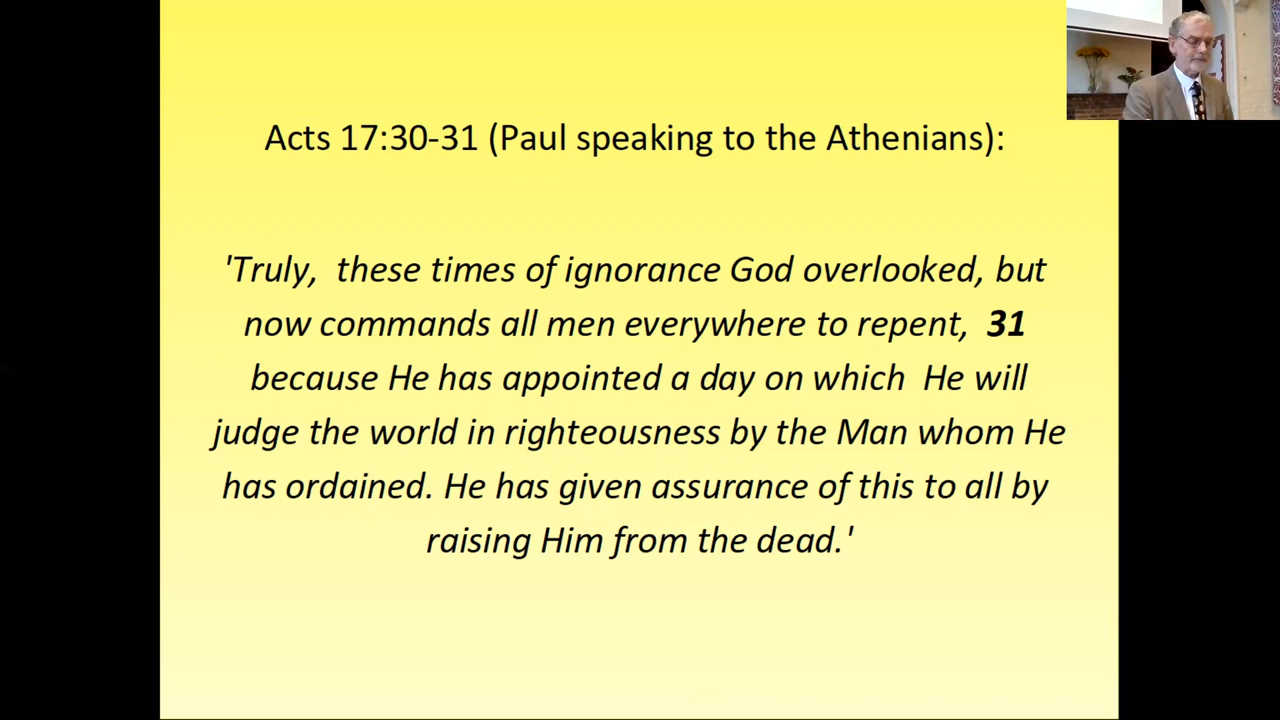 Acts 17:30-31 (Paul speaking to the Athenians):
'Truly,  these times of ignorance God overlooked, but
now commands all men everywhere to repent,  31
because He has appointed a day on which  He will
judge the world in righteousness by the Man whom He
has ordained. He has given assurance of this to all by
raising Him from the dead.'